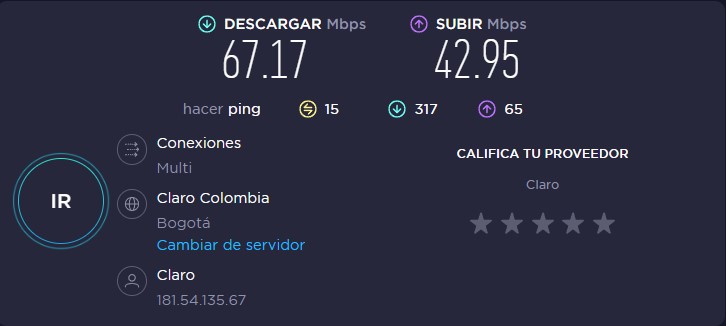 DESCARGAR Mbps
67.17
SUBIR Mbps
42.95
hacer ping 15 317 65
Conexiones
Multi
IR
Claro Colombia
Bogotá
Cambiar de servidor
Claro
181.54.135.67
CALIFICA TU PROVEEDOR
Claro